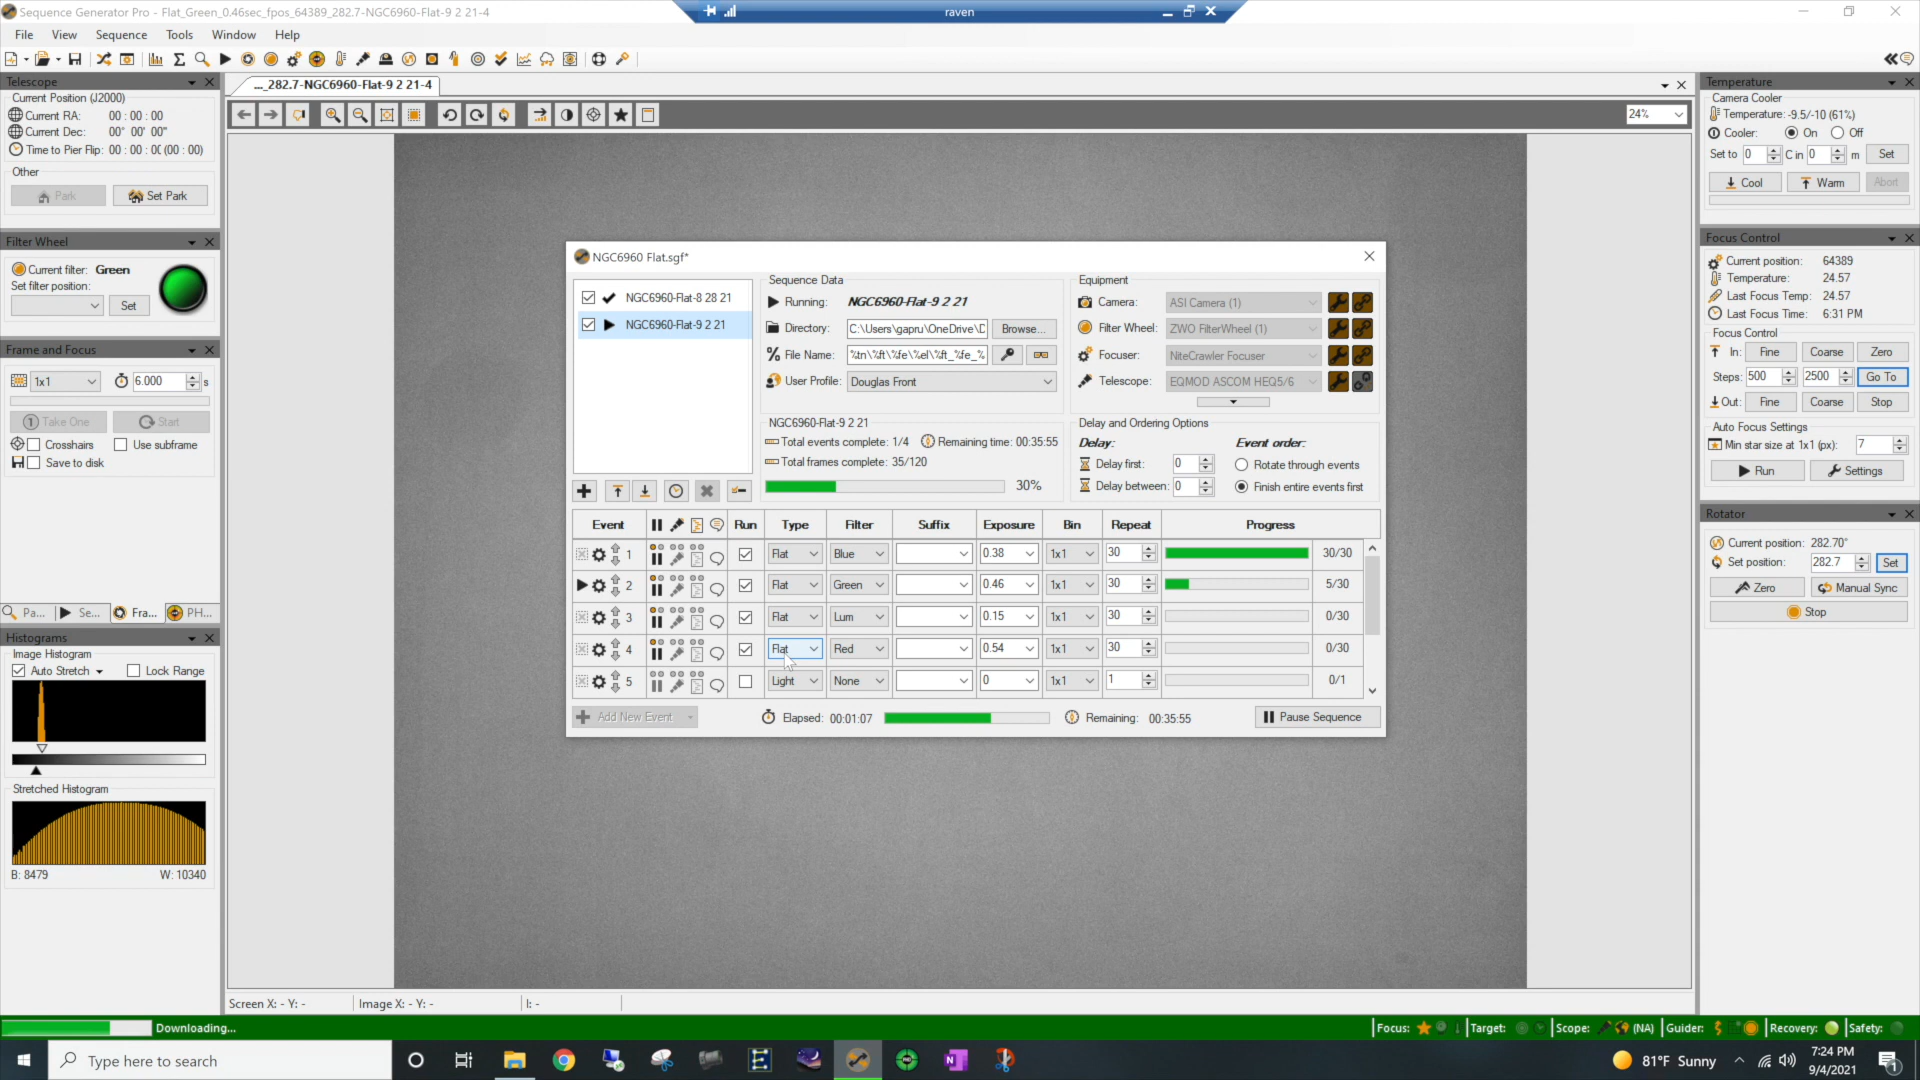 Sequence Generator Pro - Flat_Green_0.46sec_fpos_64389_282.7-NGC6960-Flat-9 2 21-4
raven
File View Sequence Tools Window Help
Telescope
Current Position (J2000)
Current RA: 00 : 00 : 00
Current Dec: 00° 00' 00"
Time to Pier Flip: 00 : 00 : 0( (00 : 00)
Other
Park Set Park
Filter Wheel
Current filter: Green
Set filter position:
Set
Frame and Focus
1x1 6.000 s
Take One Start
Crosshairs Use subframe
Save to disk
Pa... Se... Fra... PH...
Histograms
Image Histogram
Auto Stretch Lock Range
Stretched Histogram
B: 8479 W: 10340
..._282.7-NGC6960-Flat-9 2 21-4
24%
NGC6960 Flat.sgf*
NGC6960-Flat-8 28 21
NGC6960-Flat-9 2 21
Sequence Data
Running: NGC6960-Flat-9 2 21
Directory: C:\Users\gapru\OneDrive\D Browse...
File Name: %tn\%ft\%fe\%el\%ft_%fe_%
User Profile: Douglas Front
Equipment
Camera: ASI Camera (1)
Filter Wheel: ZWO FilterWheel (1)
Focuser: NiteCrawler Focuser
Telescope: EQMOD ASCOM HEQ5/6
NGC6960-Flat-9 2 21
Total events complete: 1/4 Remaining time: 00:35:55
Total frames complete: 35/120
30%
Delay and Ordering Options
Delay: Event order:
Delay first: 0 Rotate through events
Delay between: 0 Finish entire events first
Event Run Type Filter Suffix Exposure Bin Repeat Progress
1 Flat Blue 0.38 1x1 30 30/30
2 Flat Green 0.46 1x1 30 5/30
3 Flat Lum 0.15 1x1 30 0/30
4 Flat Red 0.54 1x1 30 0/30
5 Light None 0 1x1 1 0/1
Add New Event Elapsed: 00:01:07 Remaining: 00:35:55 Pause Sequence
Temperature
Camera Cooler
Temperature: -9.5/-10 (61%)
Cooler: On Off
Set to 0 C in 0 m Set
Cool Warm Abort
Focus Control
Current position: 64389
Temperature: 24.57
Last Focus Temp: 24.57
Last Focus Time: 6:31 PM
Focus Control
In: Fine Coarse Zero
Steps: 500 2500 Go To
Out: Fine Coarse Stop
Auto Focus Settings
Min star size at 1x1 (px): 7
Run Settings
Rotator
Current position: 282.70°
Set position: 282.7 Set
Zero Manual Sync
Stop
Screen X: - Y: - Image X: - Y: - I: -
Downloading... Focus: Target: Scope: (NA) Guider: Recovery: Safety:
Type here to search
81°F Sunny
7:24 PM
9/4/2021
1